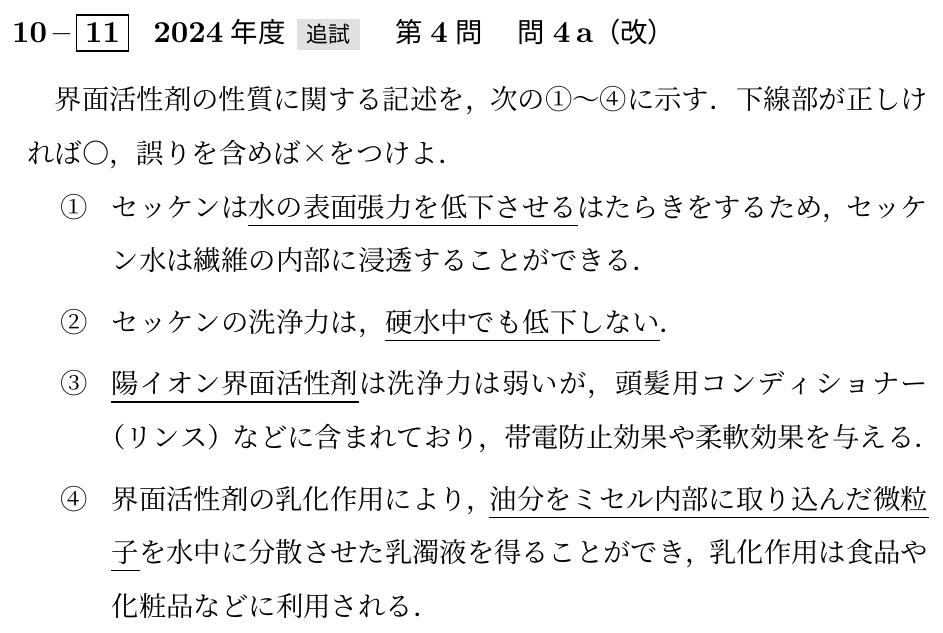 10－11 2024 年度 追試 第 4 問 問 4 a（改）
界面活性剤の性質に関する記述を，次の①～④に示す．下線部が正しけ
れば○，誤りを含めば×をつけよ．
① セッケンは水の表面張力を低下させるはたらきをするため，セッケ
ン水は繊維の内部に浸透することができる．
② セッケンの洗浄力は，硬水中でも低下しない．
③ 陽イオン界面活性剤は洗浄力は弱いが，頭髪用コンディショナー
（リンス）などに含まれており，帯電防止効果や柔軟効果を与える．
④ 界面活性剤の乳化作用により，油分をミセル内部に取り込んだ微粒
子を水中に分散させた乳濁液を得ることができ，乳化作用は食品や
化粧品などに利用される．